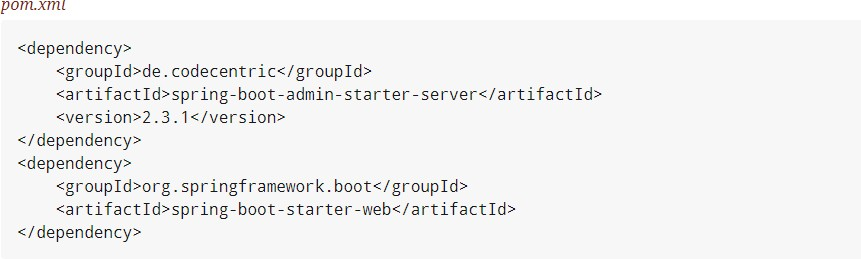 pom.xml
<dependency>
    <groupId>de.codecentric</groupId>
    <artifactId>spring-boot-admin-starter-server</artifactId>
    <version>2.3.1</version>
</dependency>
<dependency>
    <groupId>org.springframework.boot</groupId>
    <artifactId>spring-boot-starter-web</artifactId>
</dependency>